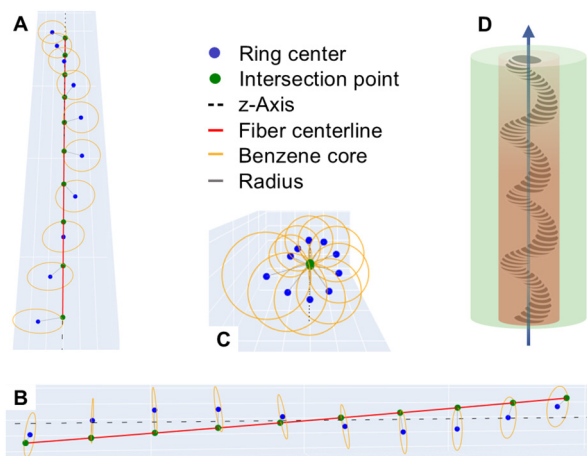 A
Ring center
Intersection point
z-Axis
Fiber centerline
Benzene core
Radius
D
C
B